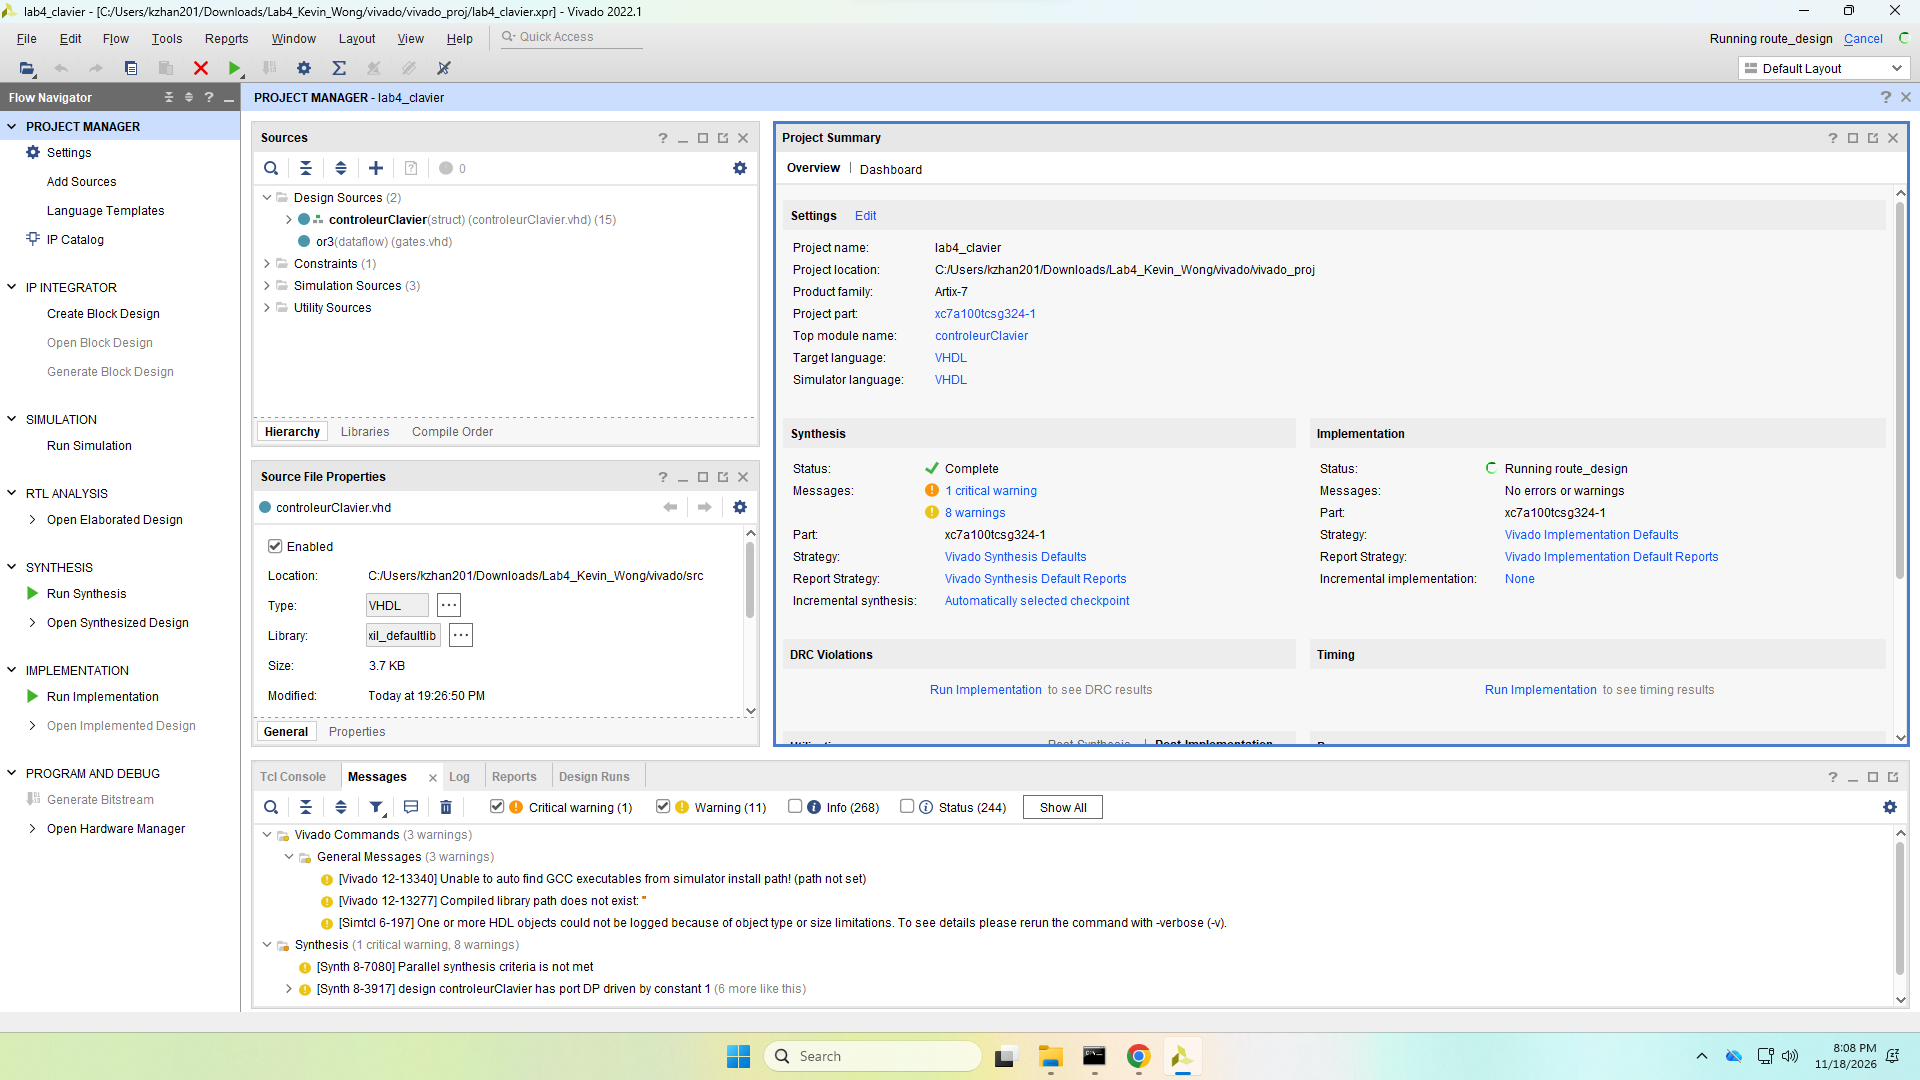 lab4_clavier - [C:/Users/kzhan201/Downloads/Lab4_Kevin_Wong/vivado/vivado_proj/lab4_clavier.xpr] - Vivado 2022.1
File Edit Flow Tools Reports Window Layout View Help Quick Access
Running route_design Cancel
Default Layout
Flow Navigator
PROJECT MANAGER
Settings
Add Sources
Language Templates
IP Catalog
IP INTEGRATOR
Create Block Design
Open Block Design
Generate Block Design
SIMULATION
Run Simulation
RTL ANALYSIS
Open Elaborated Design
SYNTHESIS
Run Synthesis
Open Synthesized Design
IMPLEMENTATION
Run Implementation
Open Implemented Design
PROGRAM AND DEBUG
Generate Bitstream
Open Hardware Manager
PROJECT MANAGER - lab4_clavier
Sources
0
Design Sources (2)
controleurClavier(struct) (controleurClavier.vhd) (15)
or3(dataflow) (gates.vhd)
Constraints (1)
Simulation Sources (3)
Utility Sources
Hierarchy Libraries Compile Order
Source File Properties
controleurClavier.vhd
Enabled
Location: C:/Users/kzhan201/Downloads/Lab4_Kevin_Wong/vivado/src
Type: VHDL ...
Library: xil_defaultlib ...
Size: 3.7 KB
Modified: Today at 19:26:50 PM
General Properties
Project Summary
Overview | Dashboard
Settings Edit
Project name: lab4_clavier
Project location: C:/Users/kzhan201/Downloads/Lab4_Kevin_Wong/vivado/vivado_proj
Product family: Artix-7
Project part: xc7a100tcsg324-1
Top module name: controleurClavier
Target language: VHDL
Simulator language: VHDL
Synthesis
Status: Complete
Messages: 1 critical warning
8 warnings
Part: xc7a100tcsg324-1
Strategy: Vivado Synthesis Defaults
Report Strategy: Vivado Synthesis Default Reports
Incremental synthesis: Automatically selected checkpoint
Implementation
Status: Running route_design
Messages: No errors or warnings
Part: xc7a100tcsg324-1
Strategy: Vivado Implementation Defaults
Report Strategy: Vivado Implementation Default Reports
Incremental implementation: None
DRC Violations
Run Implementation to see DRC results
Timing
Run Implementation to see timing results
Post-Synthesis | Post-Implementation
Tcl Console Messages Log Reports Design Runs
Critical warning (1) Warning (11) Info (268) Status (244) Show All
Vivado Commands (3 warnings)
General Messages (3 warnings)
[Vivado 12-13340] Unable to auto find GCC executables from simulator install path! (path not set)
[Vivado 12-13277] Compiled library path does not exist: ''
[Simtcl 6-197] One or more HDL objects could not be logged because of object type or size limitations. To see details please rerun the command with -verbose (-v).
Synthesis (1 critical warning, 8 warnings)
[Synth 8-7080] Parallel synthesis criteria is not met
[Synth 8-3917] design controleurClavier has port DP driven by constant 1 (6 more like this)
Search
8:08 PM
11/18/2026